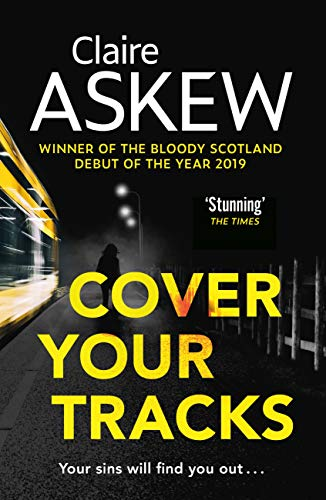 Claire
ASKEW
WINNER OF THE BLOODY SCOTLAND
DEBUT OF THE YEAR 2019
‘Stunning’
THE TIMES
COVER
YOUR
TRACKS
Your sins will find you out...